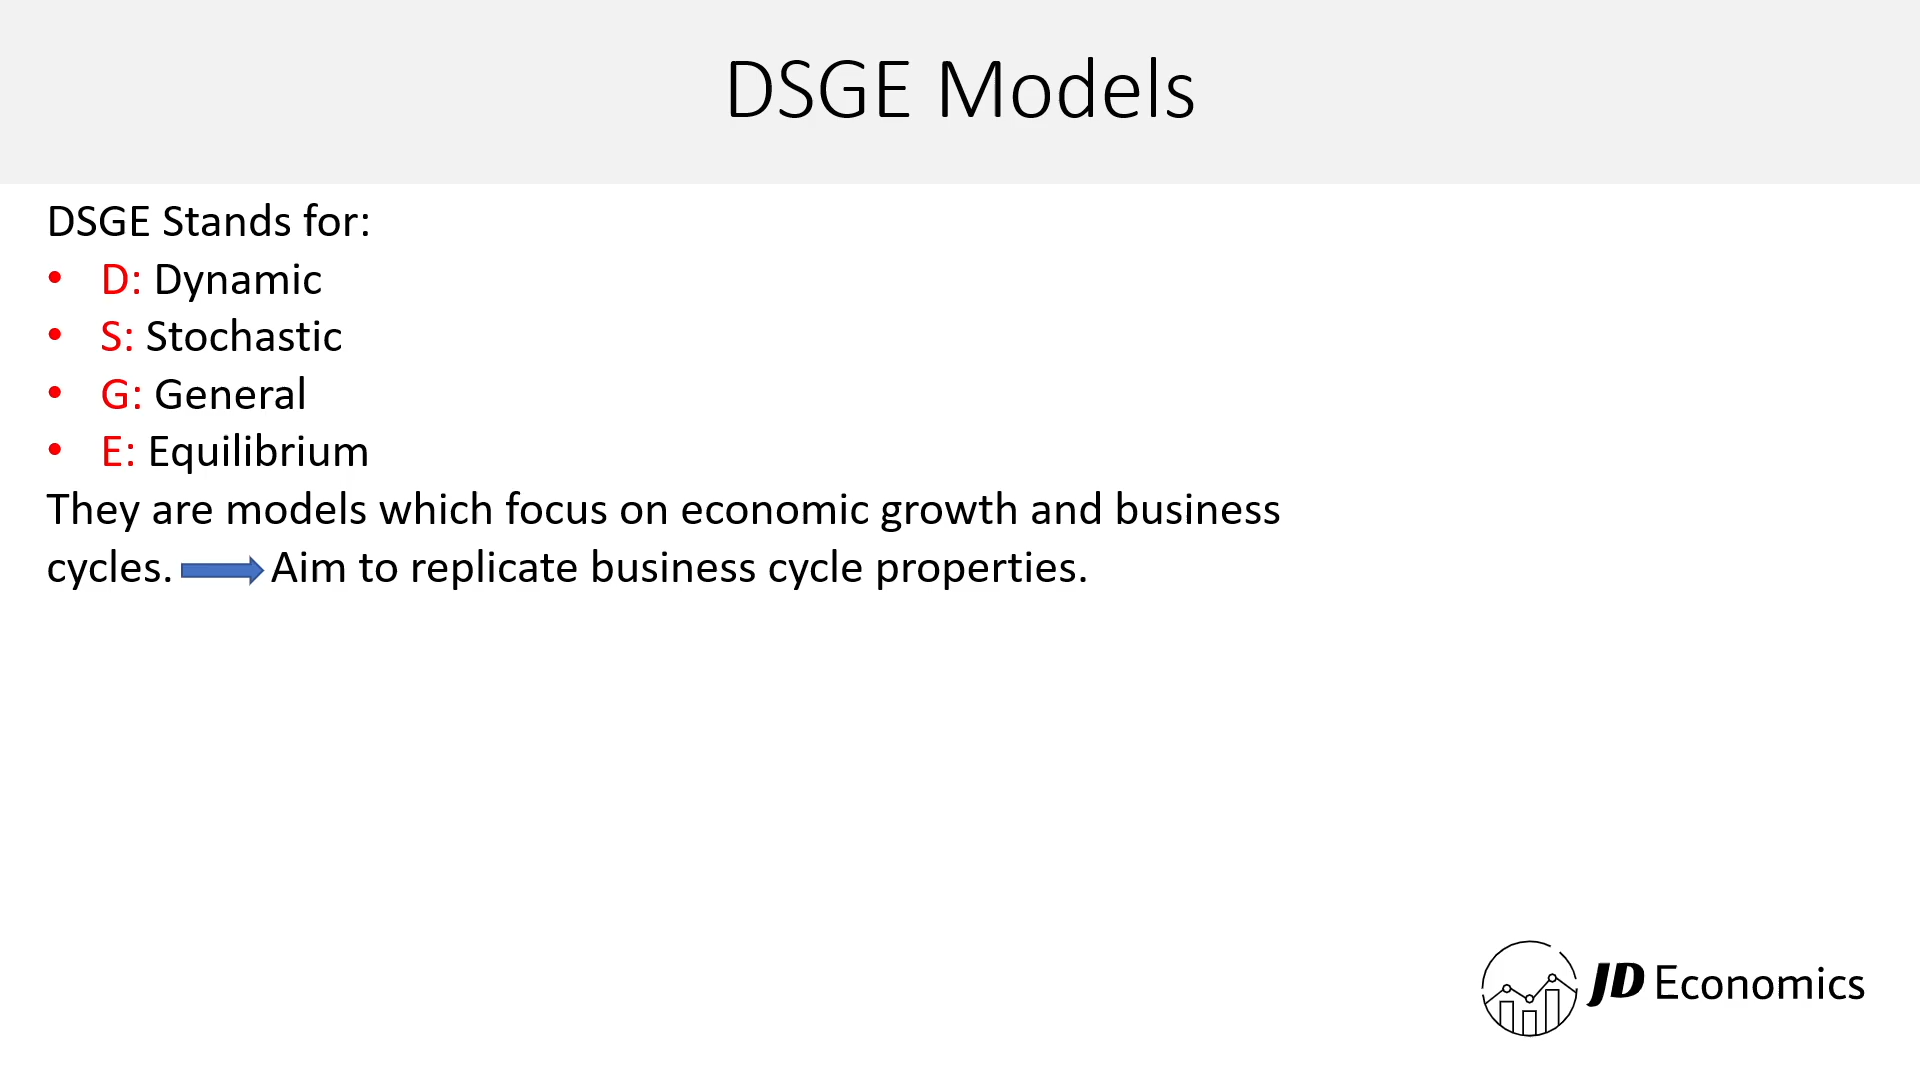 DSGE Models
DSGE Stands for:
• D: Dynamic
• S: Stochastic
• G: General
• E: Equilibrium
They are models which focus on economic growth and business
cycles. Aim to replicate business cycle properties.
JD Economics